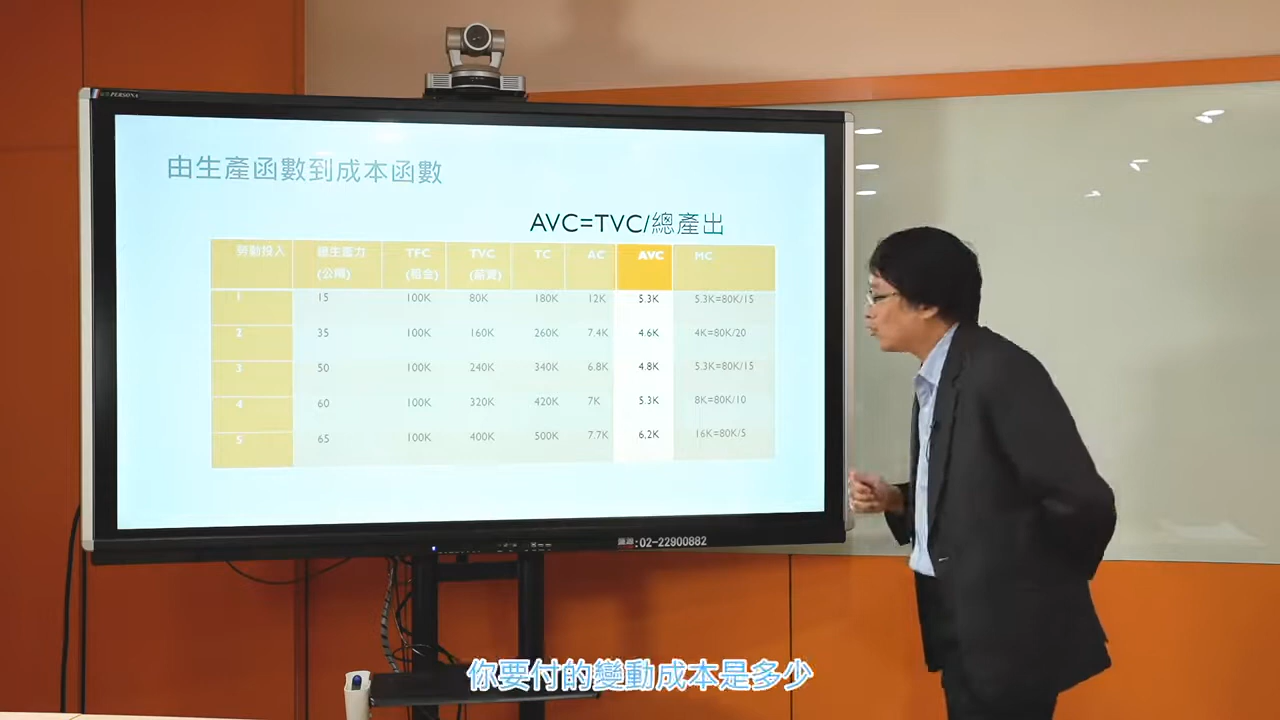 PERSONA
由生產函數到成本函數
AVC=TVC/總產出
勞動投入 總生產力 (公噸) TFC (租金) TVC (薪資) TC AC AVC MC
1 15 100K 80K 180K 12K 5.3K 5.3K=80K/15
2 35 100K 160K 260K 7.4K 4.6K 4K=80K/20
3 50 100K 240K 340K 6.8K 4.8K 5.3K=80K/15
4 60 100K 320K 420K 7K 5.3K 8K=80K/10
5 65 100K 400K 500K 7.7K 6.2K 16K=80K/5
:02-22900882
你要付的變動成本是多少